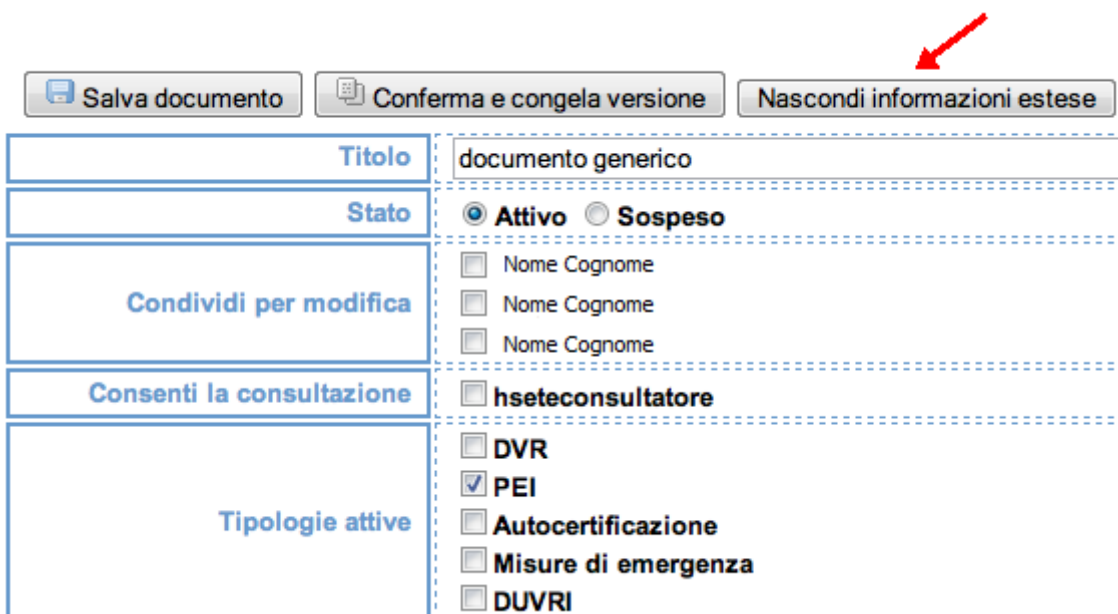 Salva documento Conferma e congela versione Nascondi informazioni estese
Titolo documento generico
Stato Attivo Sospeso
Condividi per modifica
Nome Cognome
Nome Cognome
Nome Cognome
Consenti la consultazione hseteconsultatore
Tipologie attive
DVR
PEI
Autocertificazione
Misure di emergenza
DUVRI